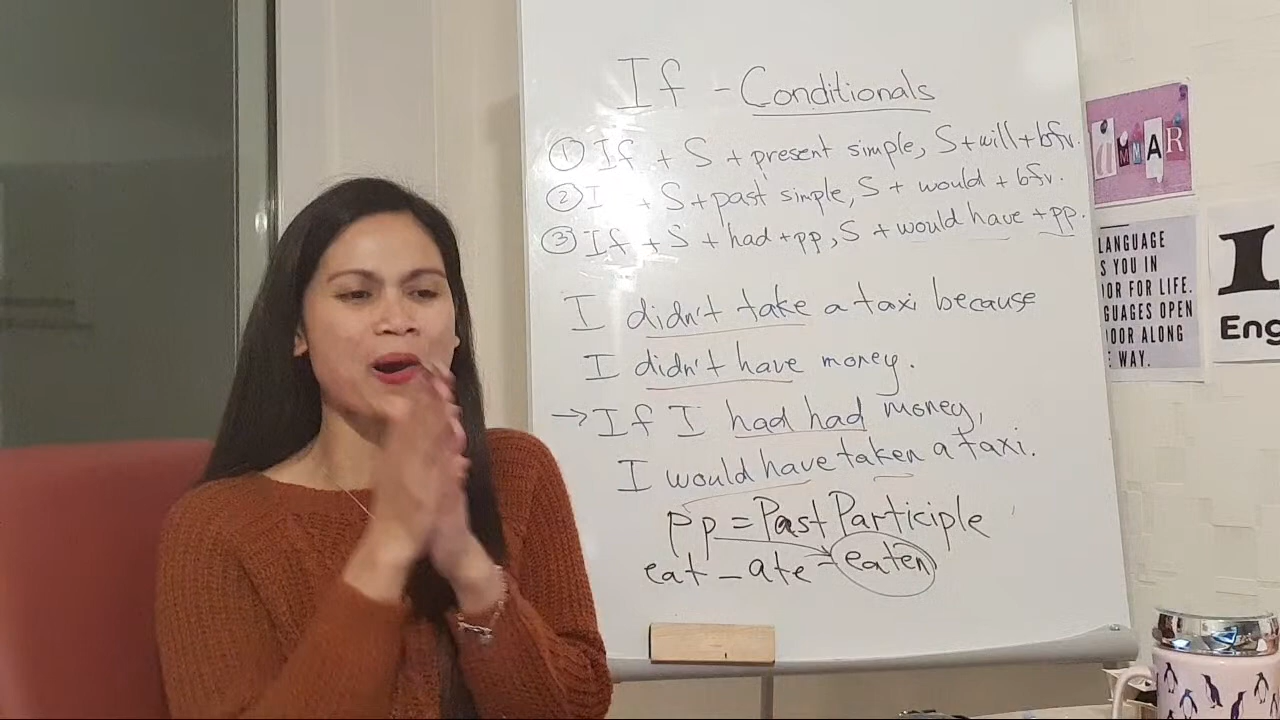 If - Conditionals
① If + S + present simple, S + will + bfv.
② I + S + past simple, S + would + bfv.
③ If + S + had + pp, S + would have + pp.
I didn't take a taxi because
I didn't have money.
→ If I had had money,
I would have taken a taxi.
pp = Past Participle
eat - ate - eaten
MMAR
LANGUAGE
S YOU IN
OR FOR LIFE.
GUAGES OPEN
OOR ALONG
WAY.
I
Eng